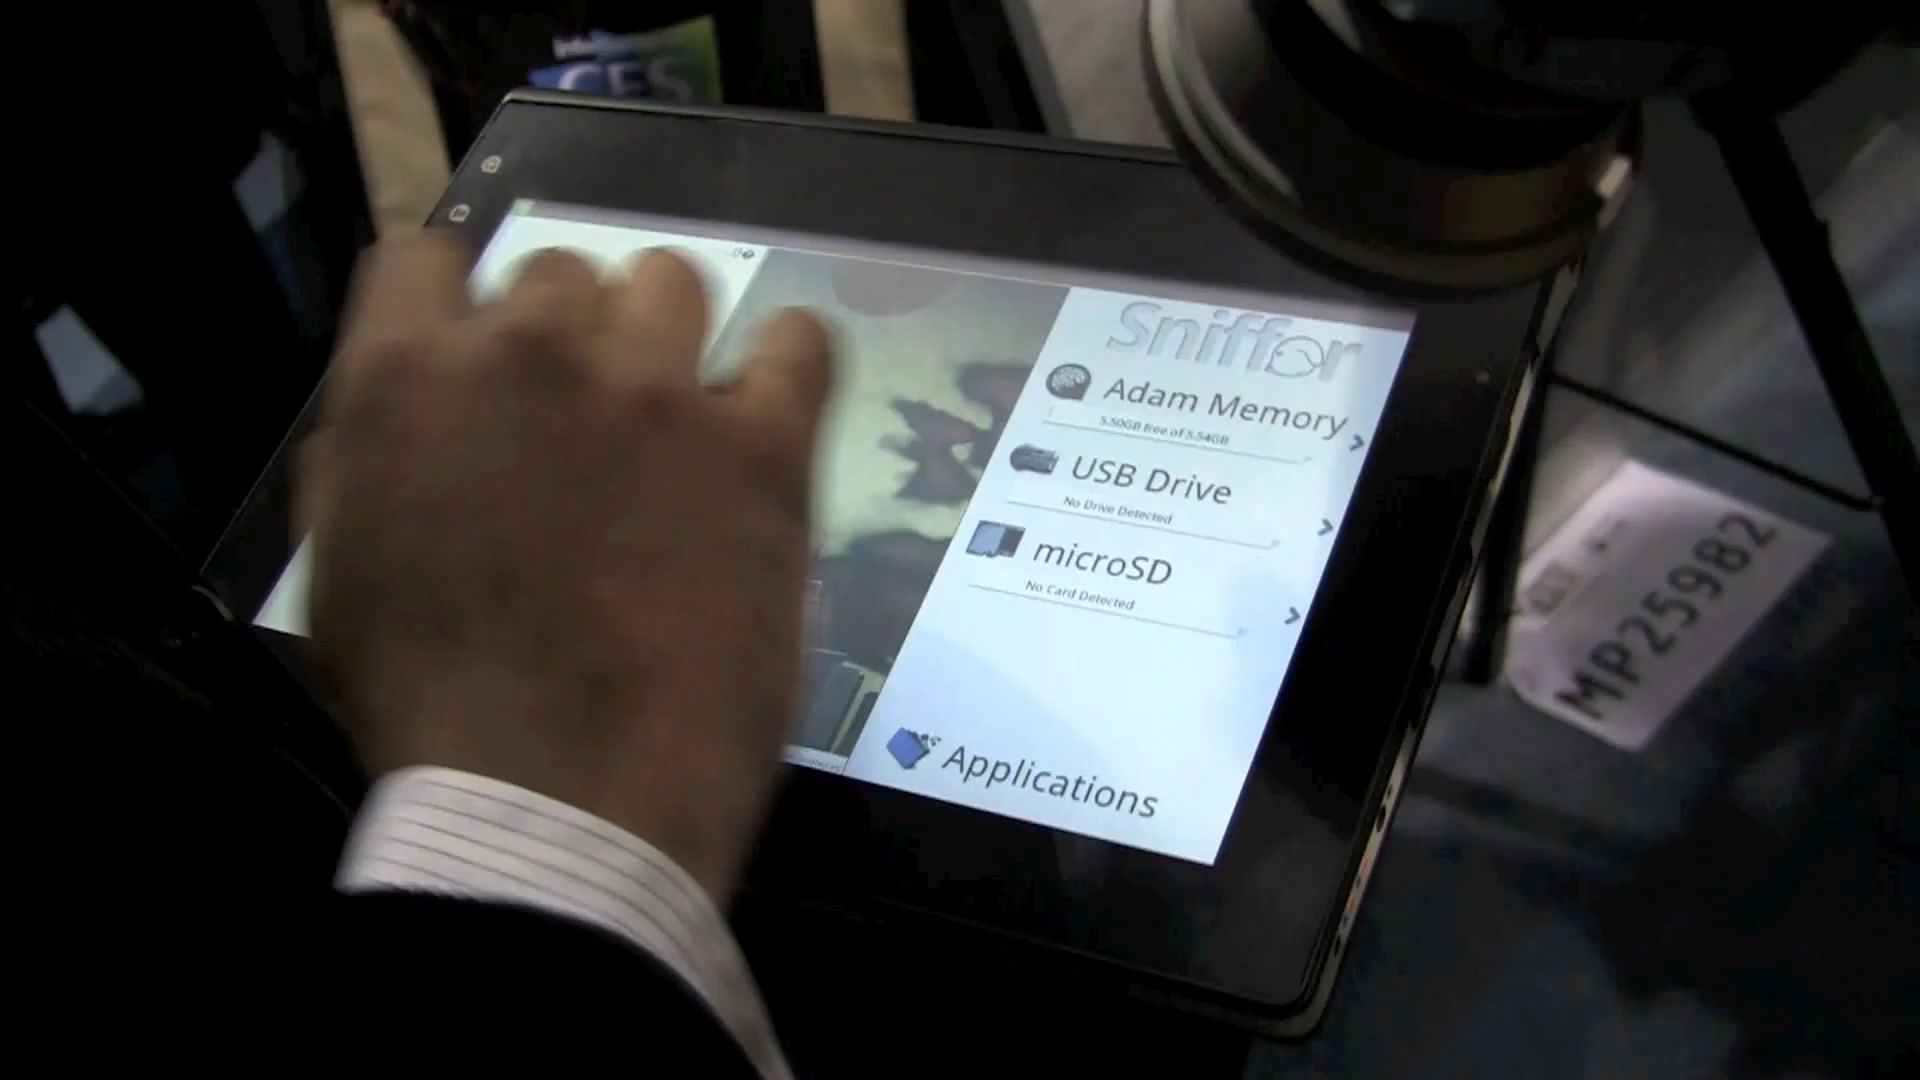 CES
Sniffer
Adam Memory
5.50GB free of 5.54GB
USB Drive
No Drive Detected
microSD
No Card Detected
Applications
MP25982